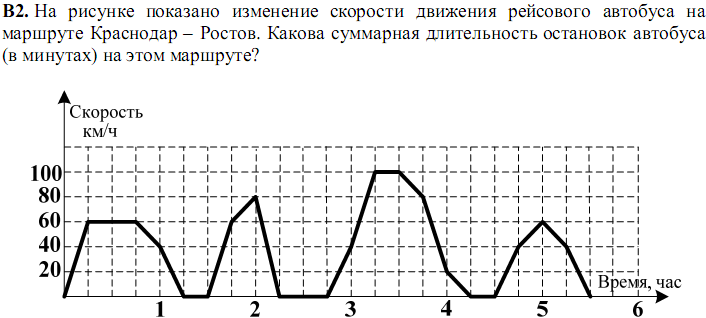 В2. На рисунке показано изменение скорости движения рейсового автобуса на
маршруте Краснодар – Ростов. Какова суммарная длительность остановок автобуса
(в минутах) на этом маршруте?
Скорость
км/ч
100
80
60
40
20
Время, час
1 2 3 4 5 6